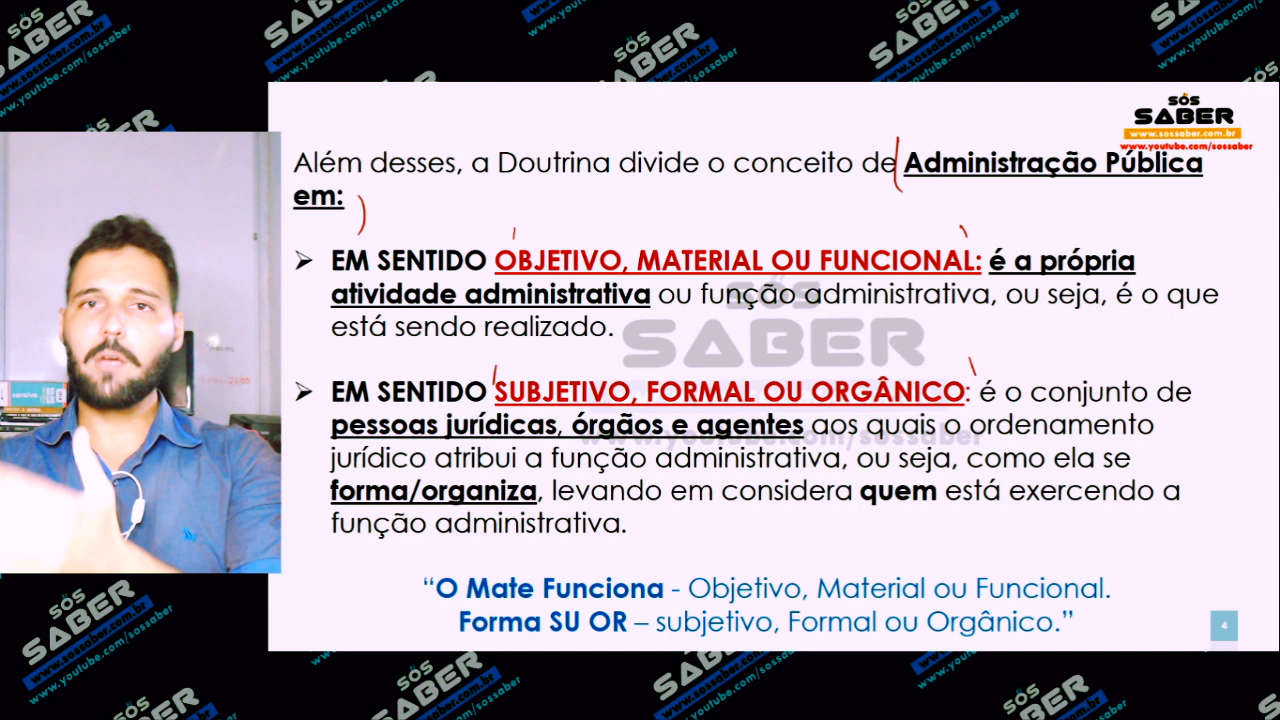 SÓS
SABER
www.sossaber.com.br
www.youtube.com/sossaber
Além desses, a Doutrina divide o conceito de Administração Pública
em:
➢ EM SENTIDO OBJETIVO, MATERIAL OU FUNCIONAL: é a própria
atividade administrativa ou função administrativa, ou seja, é o que
está sendo realizado.
➢ EM SENTIDO SUBJETIVO, FORMAL OU ORGÂNICO: é o conjunto de
pessoas jurídicas, órgãos e agentes aos quais o ordenamento
jurídico atribui a função administrativa, ou seja, como ela se
forma/organiza, levando em considera quem está exercendo a
função administrativa.
“O Mate Funciona - Objetivo, Material ou Funcional.
Forma SU OR – subjetivo, Formal ou Orgânico.”
4